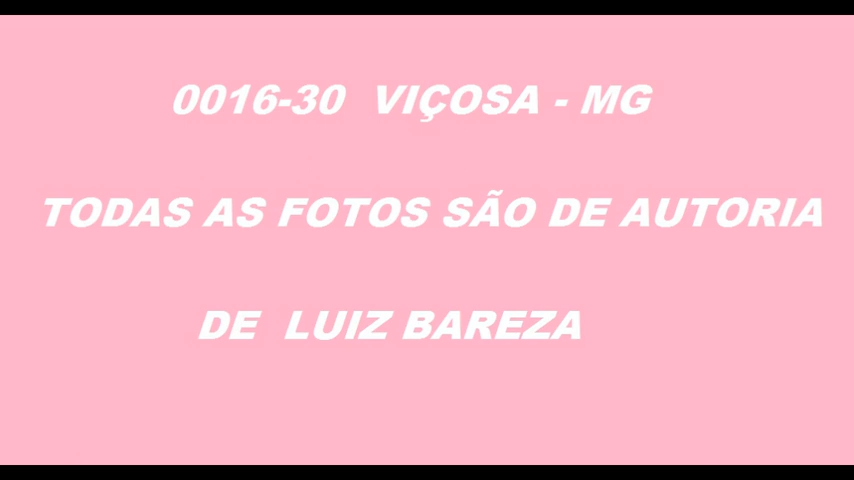 0016-30 VIÇOSA - MG
TODAS AS FOTOS SÃO DE AUTORIA
DE LUIZ BAREZA